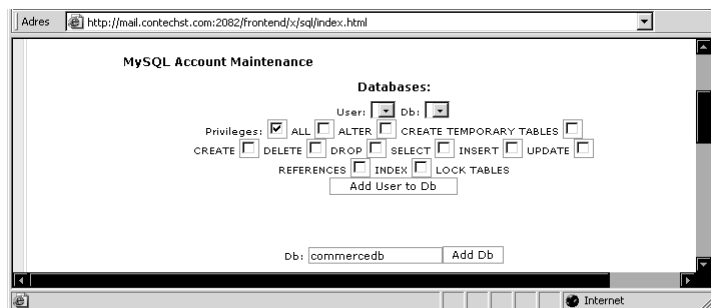 Adres http://mail.contechst.com:2082/frontend/x/sql/index.html
MySQL Account Maintenance
Databases:
User: Db:
Privileges: ALL ALTER CREATE TEMPORARY TABLES
CREATE DELETE DROP SELECT INSERT UPDATE
REFERENCES INDEX LOCK TABLES
Add User to Db
Db: commercedb Add Db
Internet